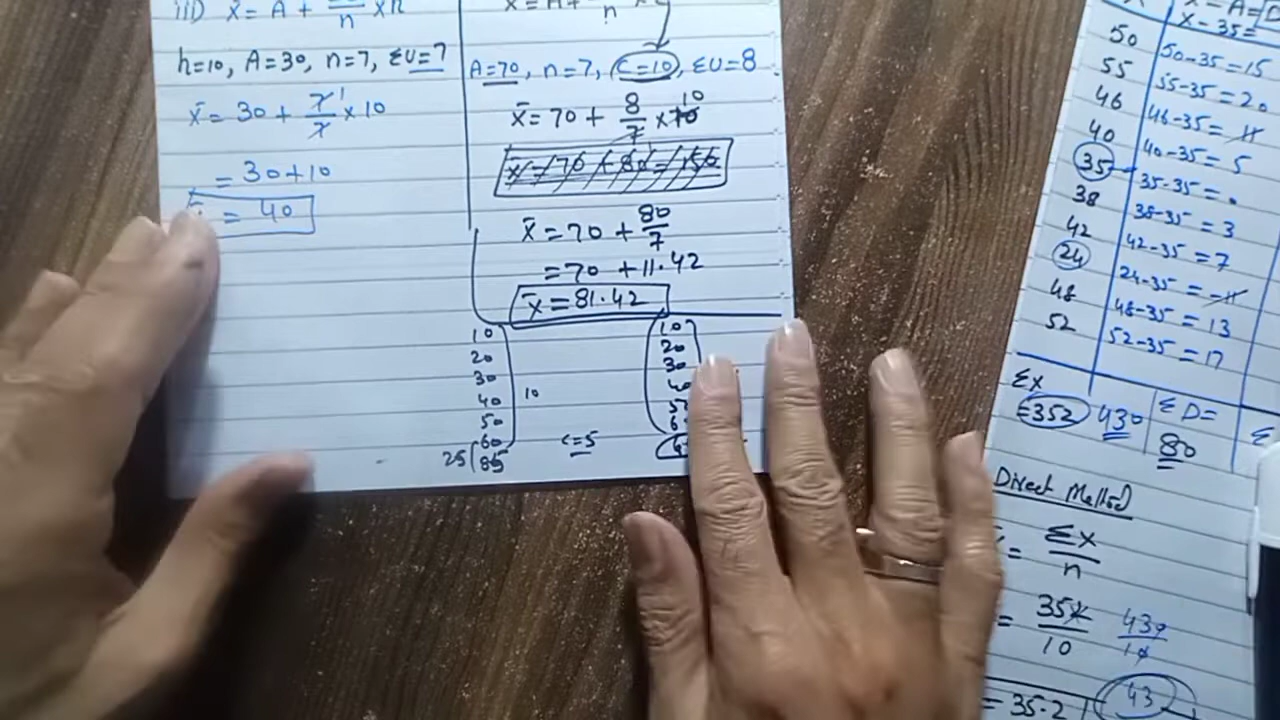 iii) x̄ = A + n × h
h=10, A=30, n=7, ΣU=7
x̄ = 30 + 7/7 1 × 10
= 30+10
= 40
n
A=70, n=7, C=10, ΣU=8
x̄ = 70 + 8/7 × 10 10
x̄ = 70 + 80/7
= 70 + 11.42
x̄ = 81.42
10
20
30
40
50
60
25 85
10
c=5
10
20
30
x - 35 =
50 50-35 = 15
55 55-35 = 20
46 46-35 = 11
40 40-35 = 5
35 35-35 = 0
38 38-35 = 3
42 42-35 = 7
24 24-35 = -11
48 48-35 = 13
52 52-35 = 17
Σx
=352 430
ΣD=
80
Σ
Direct Method
= Σx/n
= 352/10 430/10
= 35.2 43